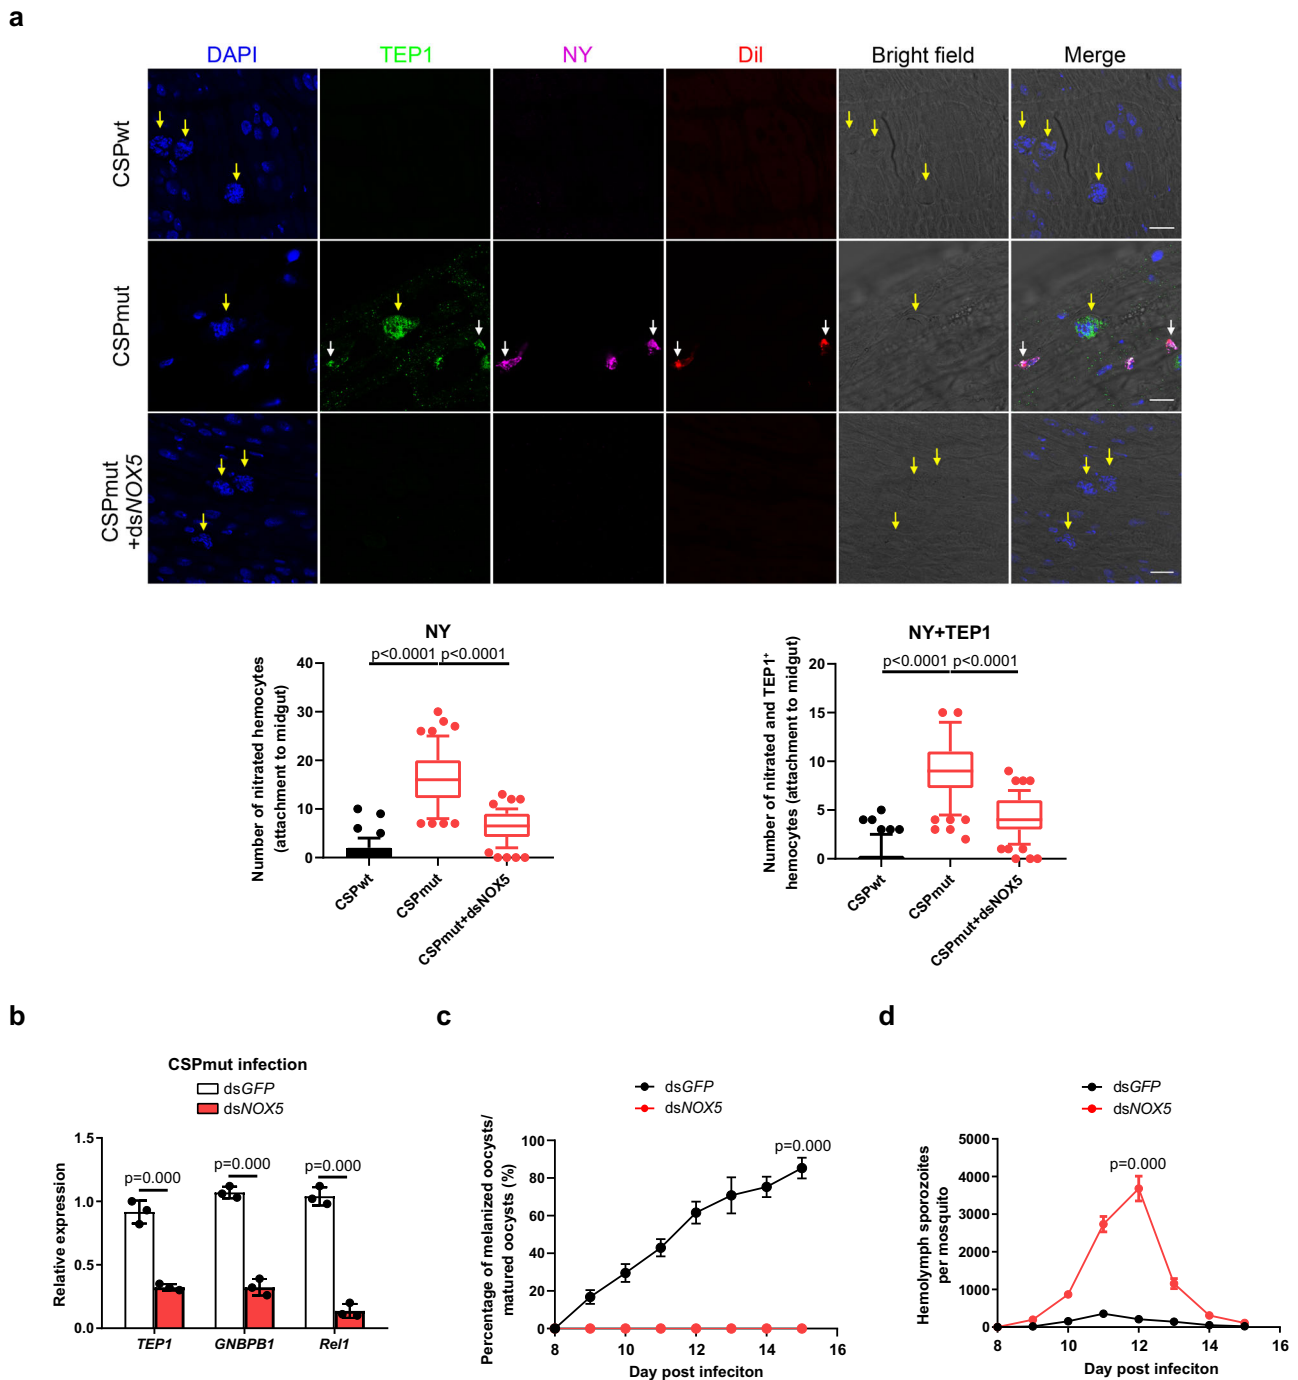 a
DAPI TEP1 NY Dil Bright field Merge
CSPwt
CSPmut
CSPmut
+dsNOX5
NY
p<0.0001 p<0.0001
Number of nitrated hemocytes
(attachment to midgut)
40
30
20
10
0
CSPwt
CSPmut
CSPmut+dsNOX5
NY+TEP1
p<0.0001 p<0.0001
Number of nitrated and TEP1+
hemocytes (attachment to midgut)
20
15
10
5
0
CSPwt
CSPmut
CSPmut+dsNOX5
b
CSPmut infection
dsGFP
dsNOX5
Relative expression
1.5
1.0
0.5
0.0
p=0.000 p=0.000 p=0.000
TEP1 GNBPB1 Rel1
c
dsGFP
dsNOX5
Percentage of melanized oocysts/
matured oocysts (%)
100
80
60
40
20
0
p=0.000
8 10 12 14 16
Day post infeciton
d
dsGFP
dsNOX5
Hemolymph sporozoites
per mosquito
5000
4000
3000
2000
1000
0
p=0.000
8 10 12 14 16
Day post infeciton